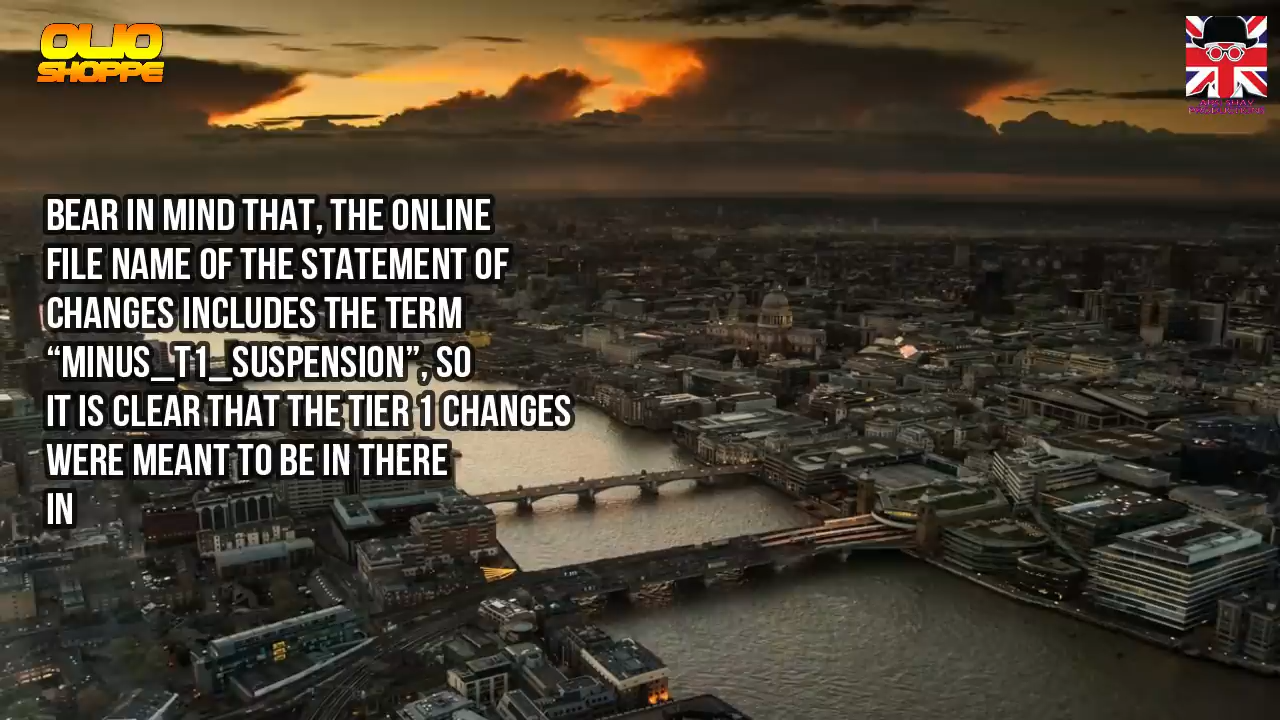 OLIO
SHOPPE
BEAR IN MIND THAT, THE ONLINE
FILE NAME OF THE STATEMENT OF
CHANGES INCLUDES THE TERM
“MINUS_T1_SUSPENSION”, SO
IT IS CLEAR THAT THE TIER 1 CHANGES
WERE MEANT TO BE IN THERE
IN